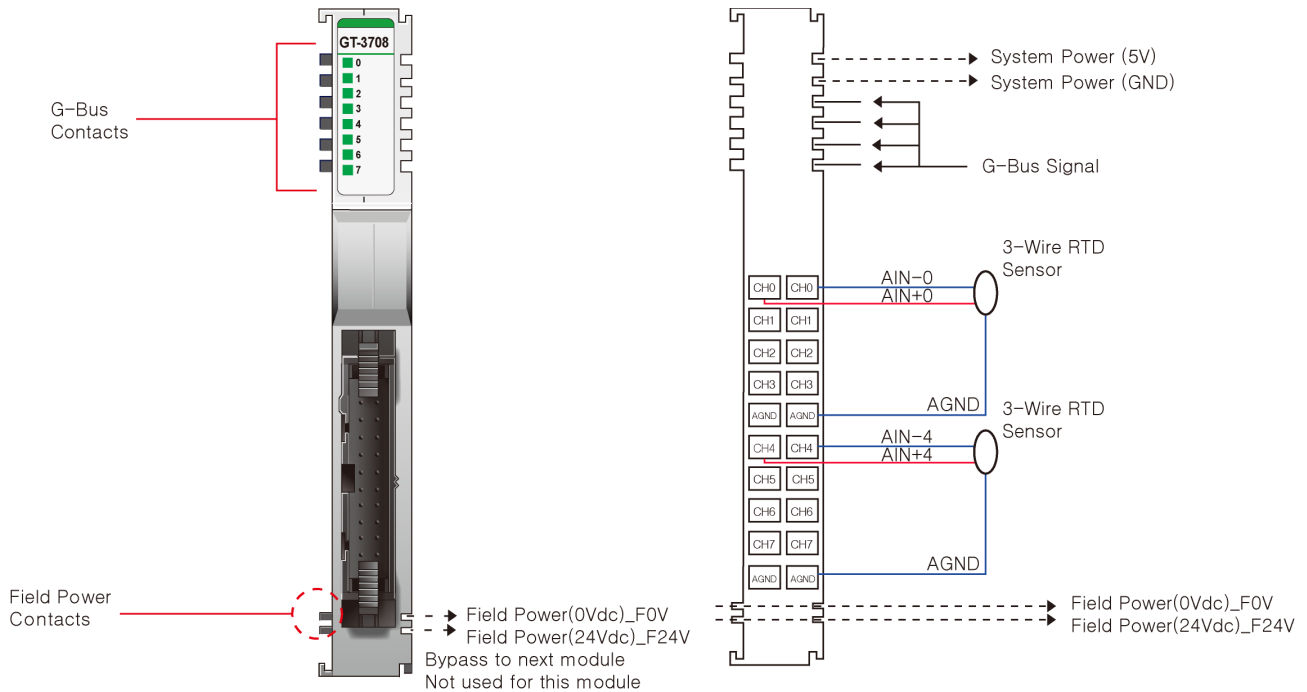 GT-3708
0
1
2
3
4
5
6
7
G-Bus
Contacts
Field Power
Contacts
Field Power(0Vdc)_F0V
Field Power(24Vdc)_F24V
Bypass to next module
Not used for this module
System Power (5V)
System Power (GND)
G-Bus Signal
3-Wire RTD
Sensor
AIN-0
AIN+0
CH0 CH0
CH1 CH1
CH2 CH2
CH3 CH3
AGND AGND
AGND
3-Wire RTD
Sensor
AIN-4
AIN+4
CH4 CH4
CH5 CH5
CH6 CH6
CH7 CH7
AGND AGND
AGND
Field Power(0Vdc)_F0V
Field Power(24Vdc)_F24V